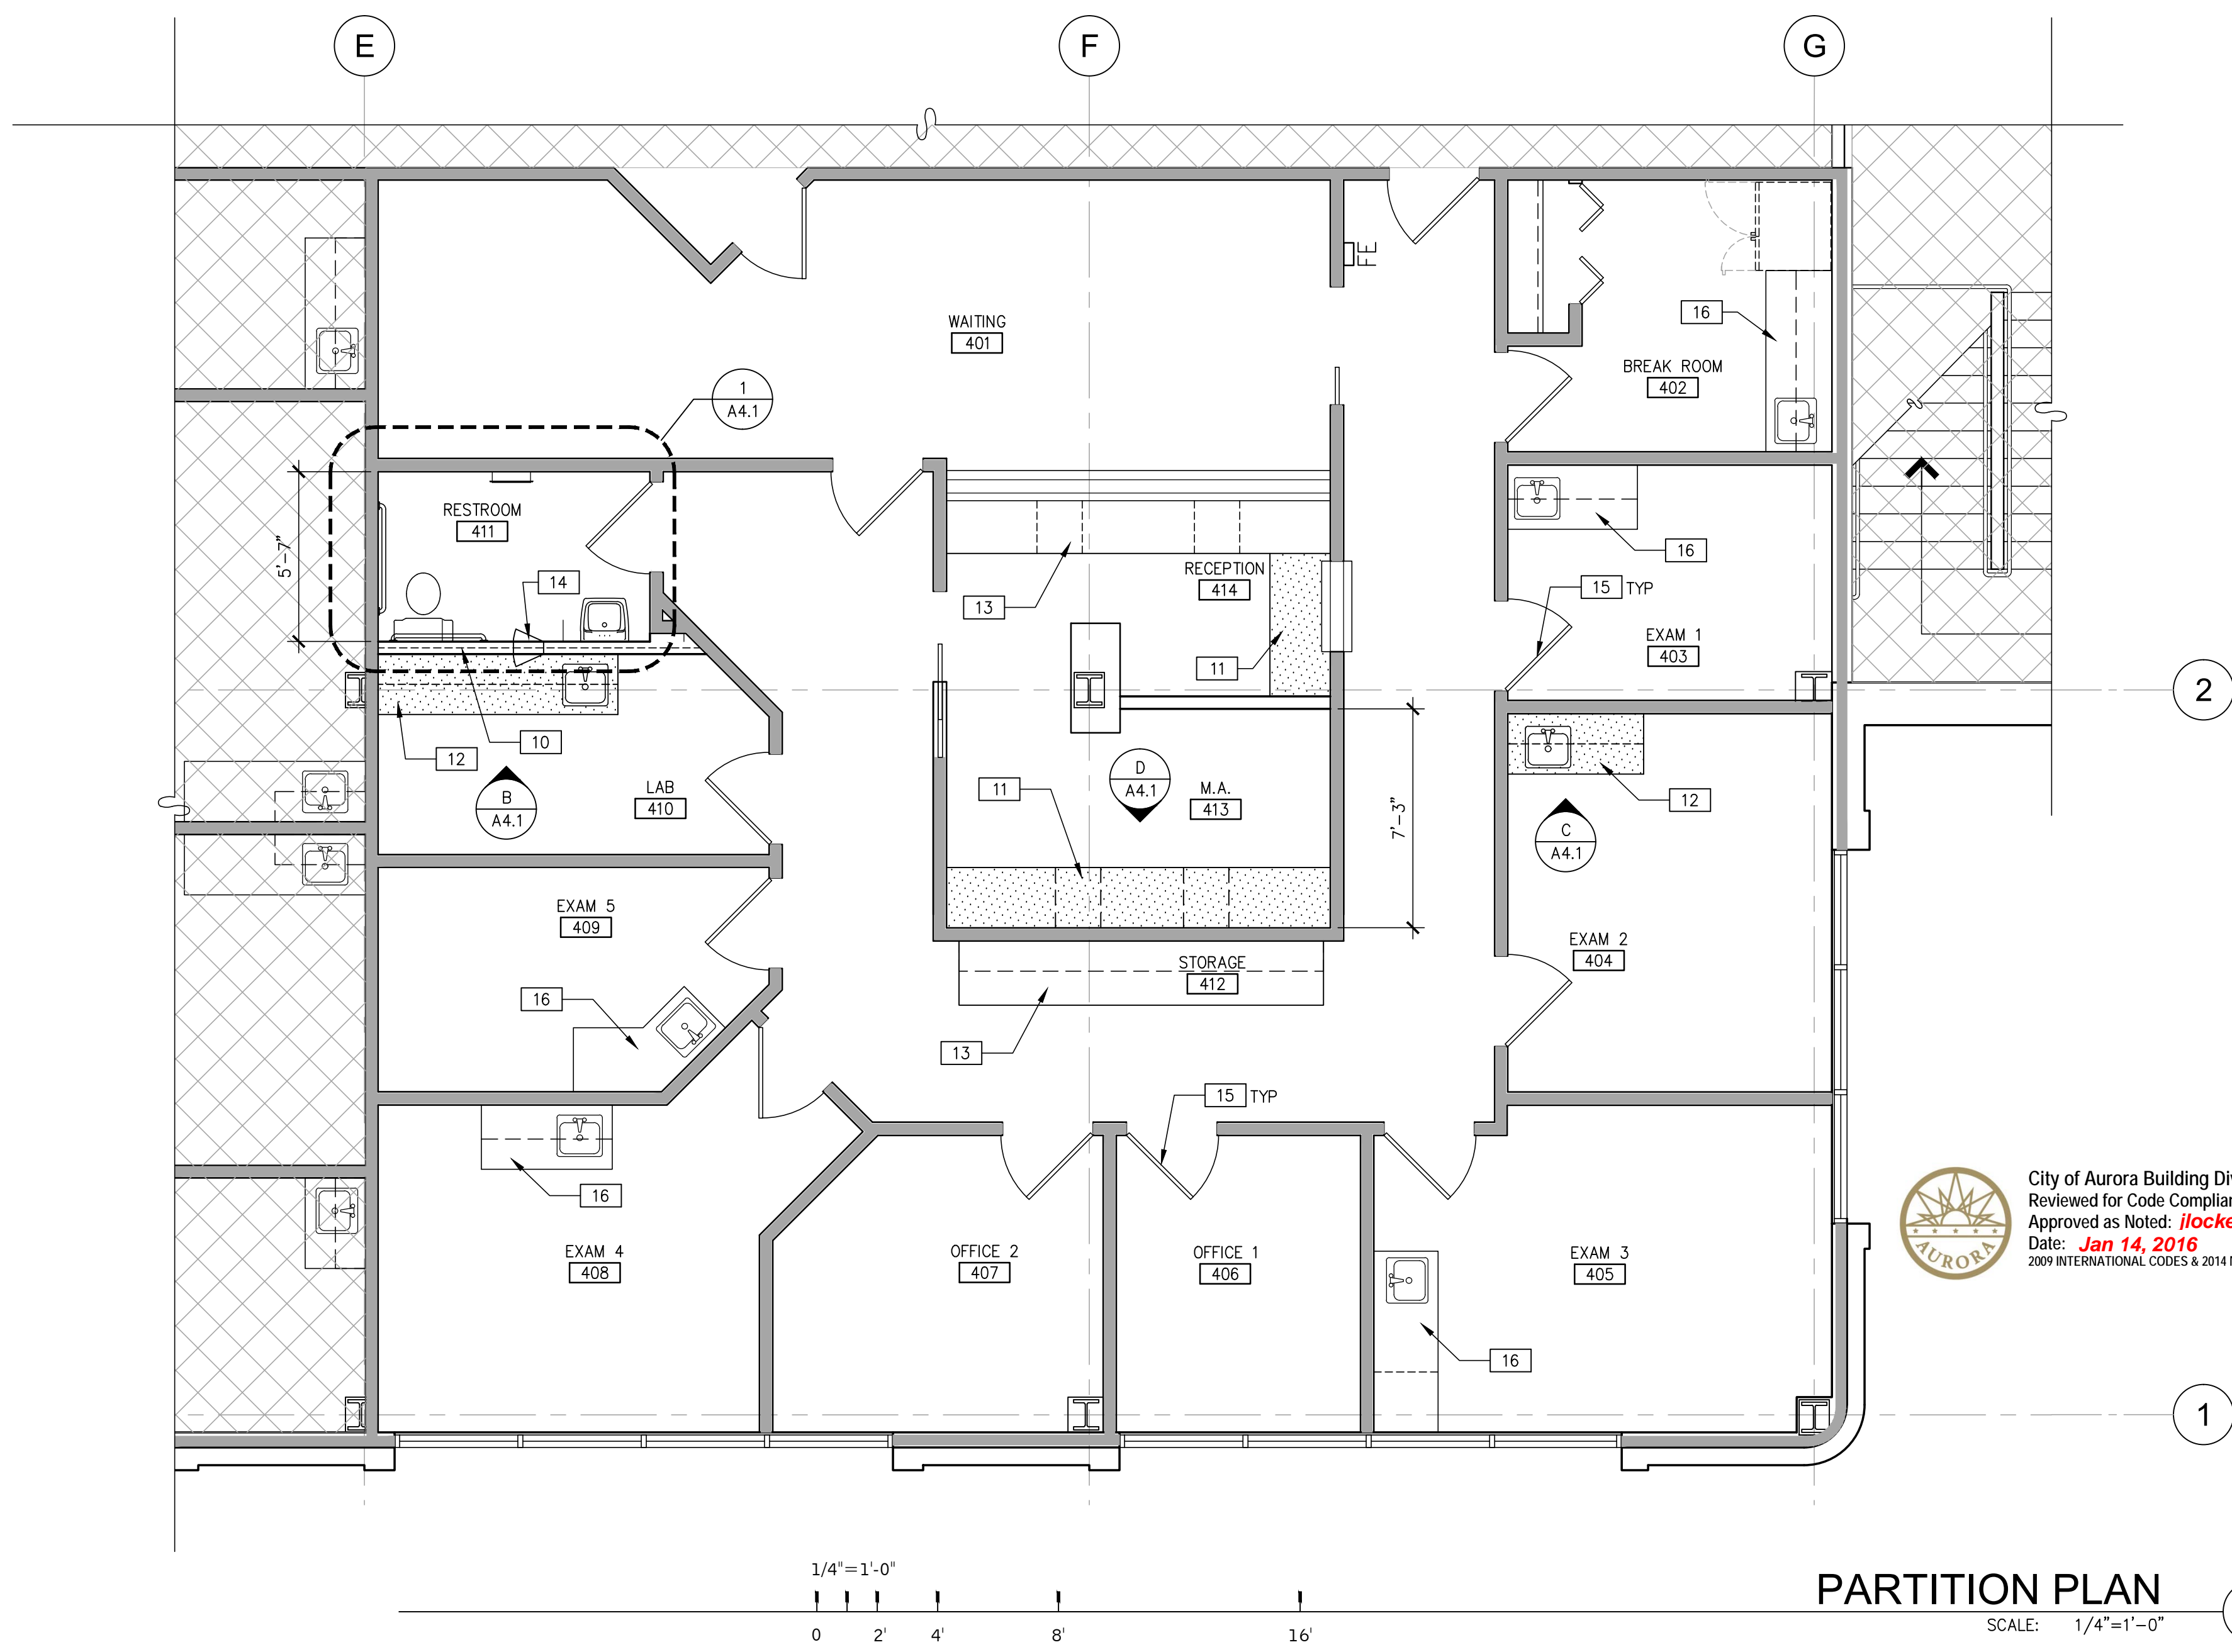 E
F
G
FE
WAITING
401
16
BREAK ROOM
402
1
A4.1
RESTROOM
411
5'-7"
14
16
RECEPTION
414
13
15 TYP
EXAM 1
403
11
2
10
12
D
A4.1
B
A4.1
LAB
410
11
M.A.
413
7'-3"
12
C
A4.1
EXAM 5
409
EXAM 2
404
STORAGE
412
16
13
15 TYP
16
City of Aurora Building Di
Reviewed for Code Complian
Approved as Noted: jlocke
Date: Jan 14, 2016
2009 INTERNATIONAL CODES & 2014
AURORA
EXAM 4
408
OFFICE 2
407
OFFICE 1
406
EXAM 3
405
16
1
1/4"=1'-0"
0 2' 4' 8' 16'
PARTITION PLAN
SCALE: 1/4"=1'-0"